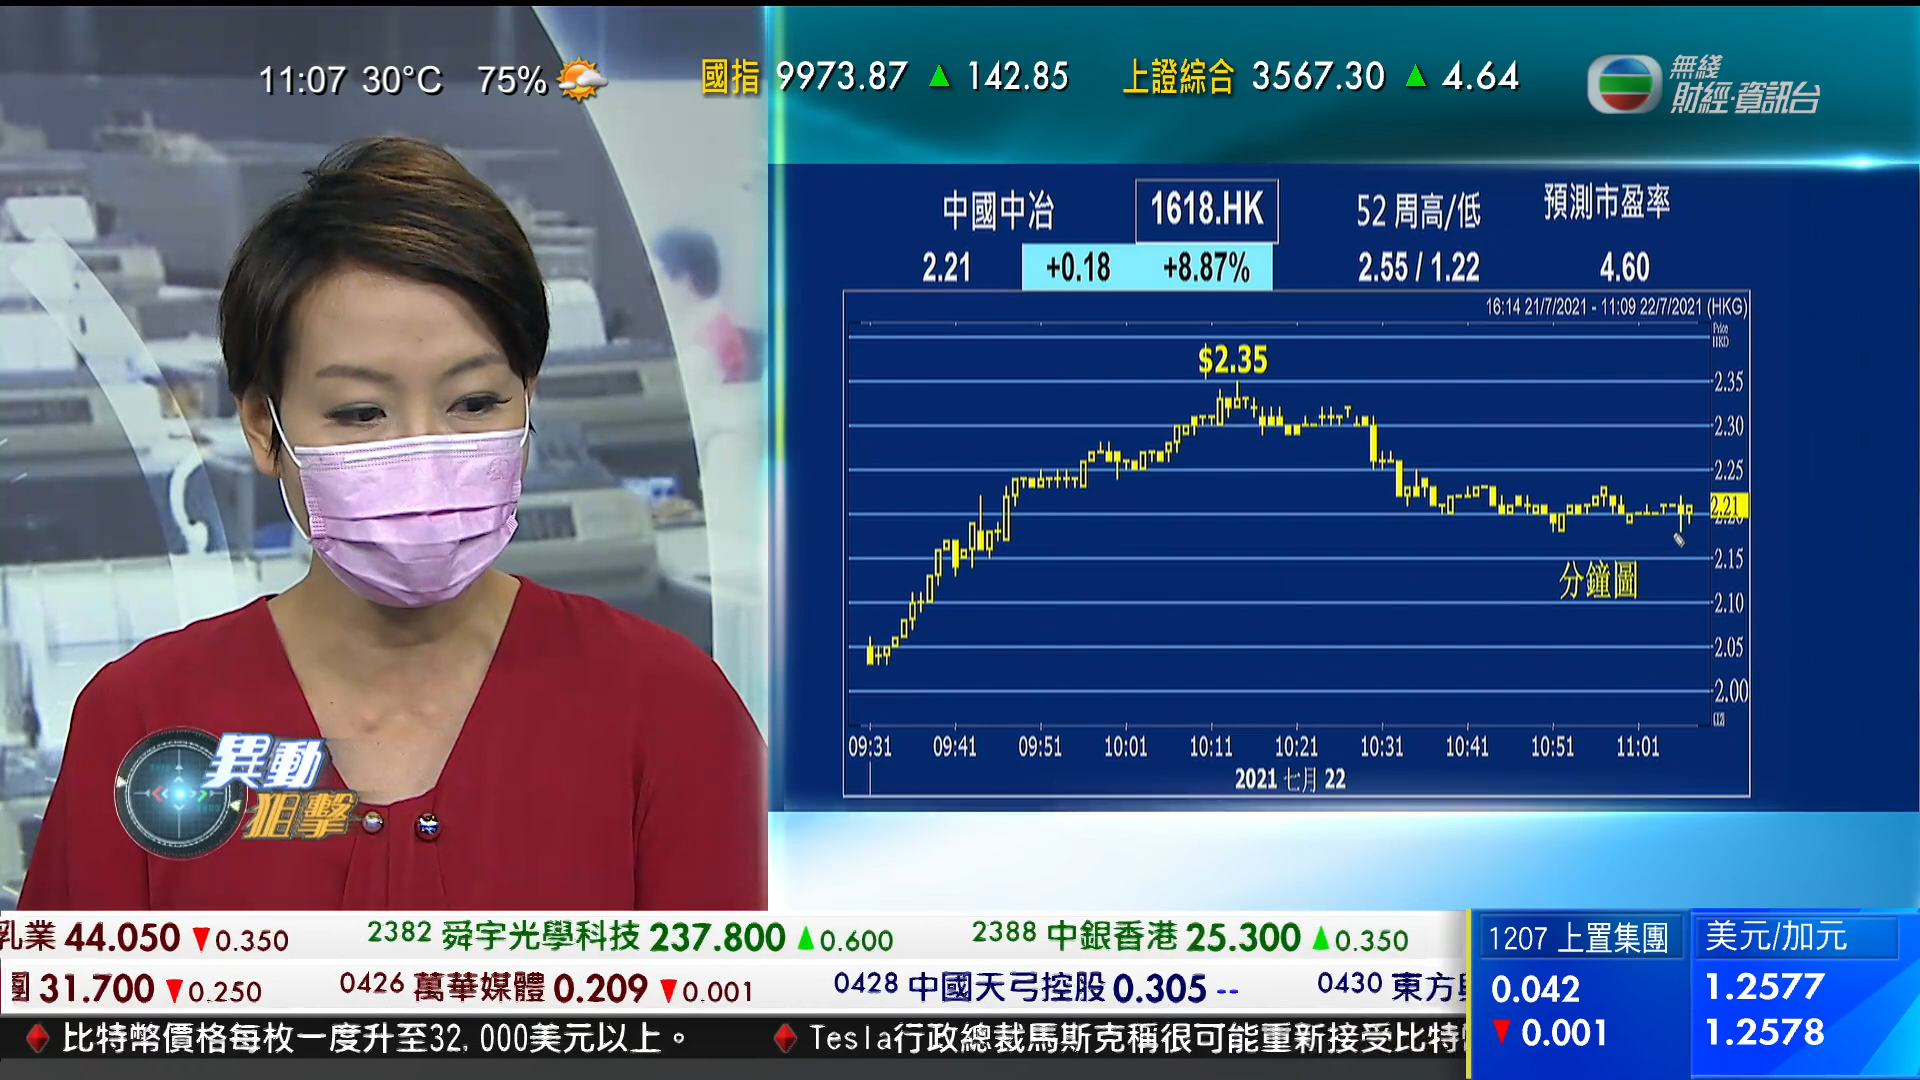 11:07 30°C 75%
國指 9973.87 ▲ 142.85 上證綜合 3567.30 ▲ 4.64
無綫
財經·資訊台
中國中冶 1618.HK 52 周高/低 預測市盈率
2.21 +0.18 +8.87% 2.55 / 1.22 4.60
16:14 21/7/2021 - 11:09 22/7/2021 (HKG)
Price
HKD
$2.35
2.35
2.30
2.25
2.21
2.20
2.15
分鐘圖
2.10
2.05
2.00
09:31 09:41 09:51 10:01 10:11 10:21 10:31 10:41 10:51 11:01
2021 七月 22
異動
狙擊
乳業 44.050 ▼ 0.350 2382 舜宇光學科技 237.800 ▲ 0.600 2388 中銀香港 25.300 ▲ 0.350
31.700 ▼ 0.250 0426 萬華媒體 0.209 ▼ 0.001 0428 中國天弓控股 0.305 -- 0430 東方
♦ 比特幣價格每枚一度升至32,000美元以上。 ♦ Tesla行政總裁馬斯克稱很可能重新接受比特
1207 上置集團
0.042
▼ 0.001
美元/加元
1.2577
1.2578